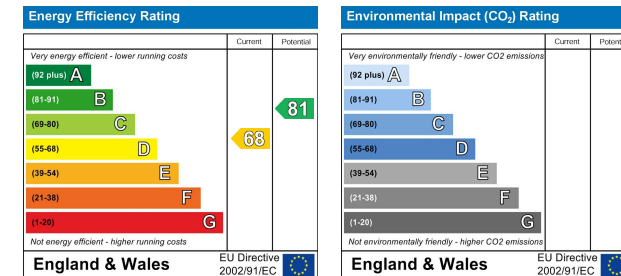 Energy Efficiency Rating
Current Potential
Very energy efficient - lower running costs
(92 plus) A
(81-91) B
(69-80) C
(55-68) D
(39-54) E
(21-38) F
(1-20) G
68
81
Not energy efficient - higher running costs
England & Wales
EU Directive
2002/91/EC
Environmental Impact (CO2) Rating
Current Potent
Very environmentally friendly - lower CO2 emissions
(92 plus) A
(81-91) B
(69-80) C
(55-68) D
(39-54) E
(21-38) F
(1-20) G
Not environmentally friendly - higher CO2 emissions
England & Wales
EU Directive
2002/91/EC